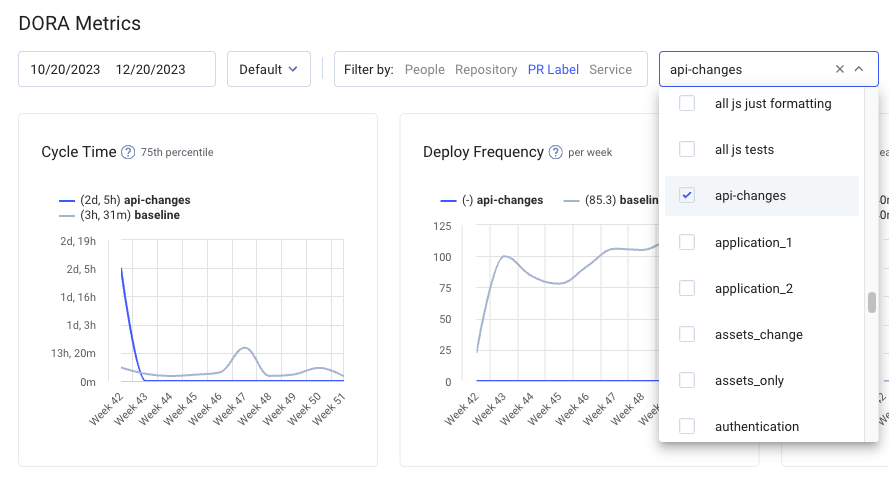 DORA Metrics
10/20/2023 12/20/2023
Default
Filter by: People Repository PR Label Service
api-changes
Cycle Time ? 75th percentile
(2d, 5h) api-changes
(3h, 31m) baseline
2d, 19h
2d, 5h
1d, 16h
1d, 3h
13h, 20m
0m
Week 42
Week 43
Week 44
Week 45
Week 46
Week 47
Week 48
Week 49
Week 50
Week 51
Deploy Frequency ? per week
(-) api-changes
(85.3) baselin
125
100
75
50
25
0
Week 42
Week 43
Week 44
Week 45
Week 46
Week 47
Week 48
all js just formatting
all js tests
api-changes
application_1
application_2
assets_change
assets_only
authentication